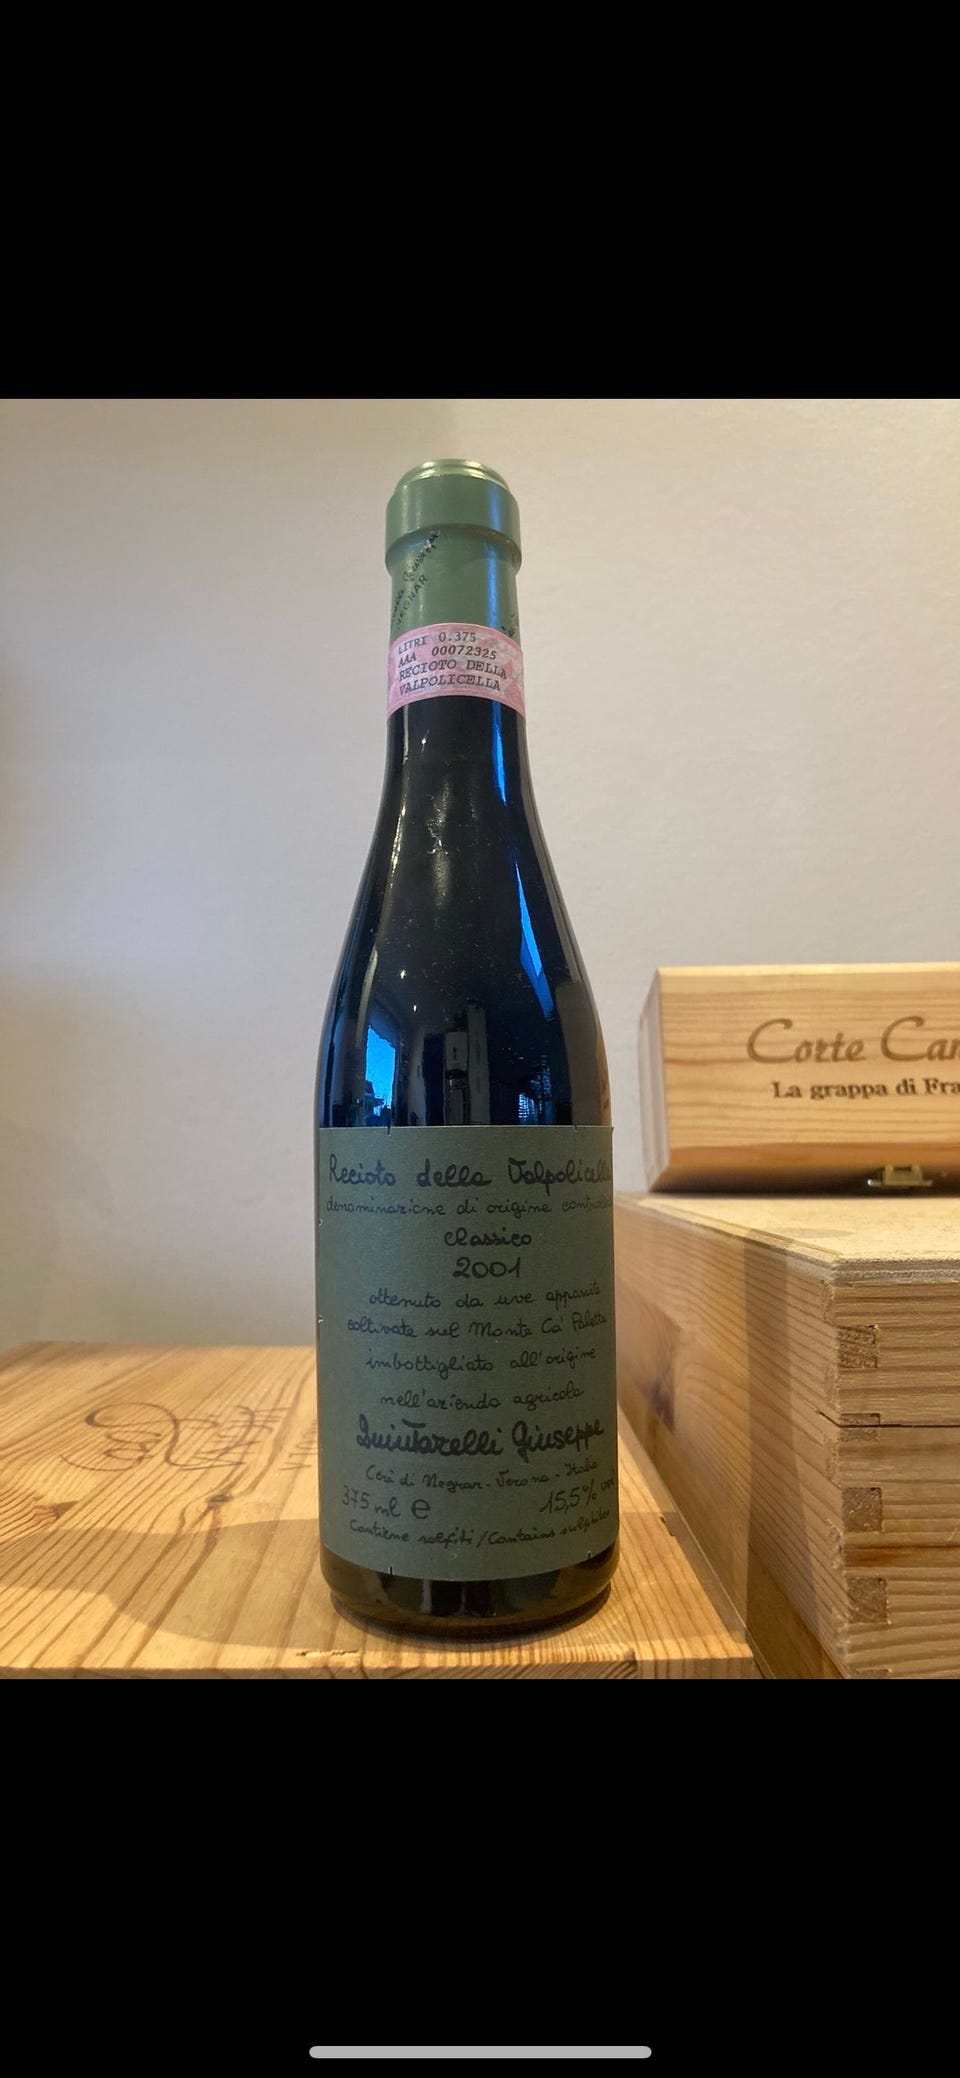 LITRI 0.375
AAA 00072325
RECIOTO DELLA
VALPOLICELLA
Corte
La grappa di
Recioto della Valpolicella
denominazione di origine
classico
2001
ottenuto da uve appassite
coltivate sul Monte Ca' Paletta
imbottigliato all'origine
nell'azienda agricola
Quintarelli Giuseppe
Cerè di Negrar - Verona - Italia
375 ml e 15,5% vol
Contiene solfiti / Contains sulphites